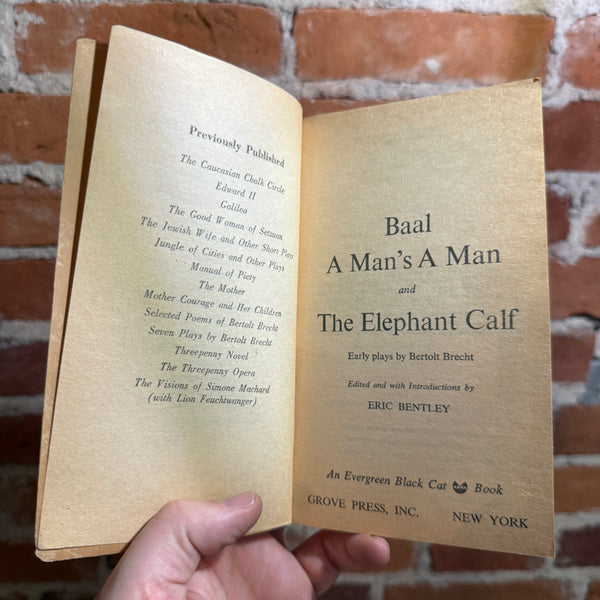 Previously Published
The Caucasian Chalk Circle
Edward II
Galileo
The Good Woman of Setzuan
The Jewish Wife and Other Short Plays
Jungle of Cities and Other Plays
Manual of Piety
The Mother
Mother Courage and Her Children
Selected Poems of Bertolt Brecht
Seven Plays by Bertolt Brecht
Threepenny Novel
The Threepenny Opera
The Visions of Simone Machard
(with Lion Feuchtwanger)
Baal
A Man's A Man
and
The Elephant Calf
Early plays by Bertolt Brecht
Edited and with Introductions by
ERIC BENTLEY
An Evergreen Black Cat Book
GROVE PRESS, INC. NEW YORK